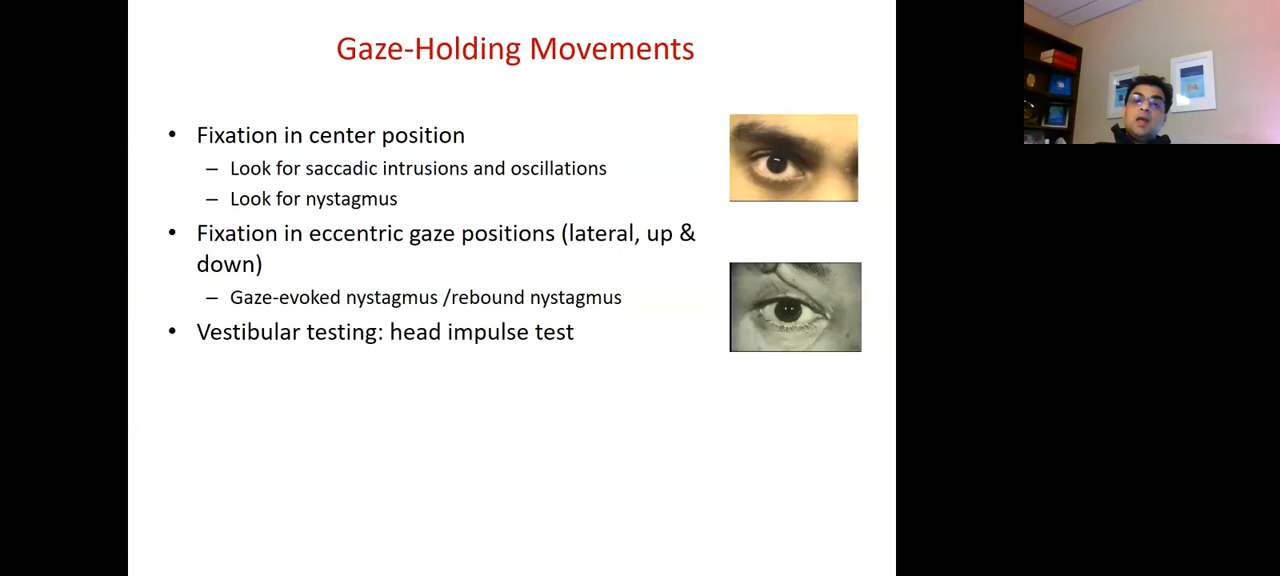 Gaze-Holding Movements
• Fixation in center position
– Look for saccadic intrusions and oscillations
– Look for nystagmus
• Fixation in eccentric gaze positions (lateral, up &
down)
– Gaze-evoked nystagmus /rebound nystagmus
• Vestibular testing: head impulse test